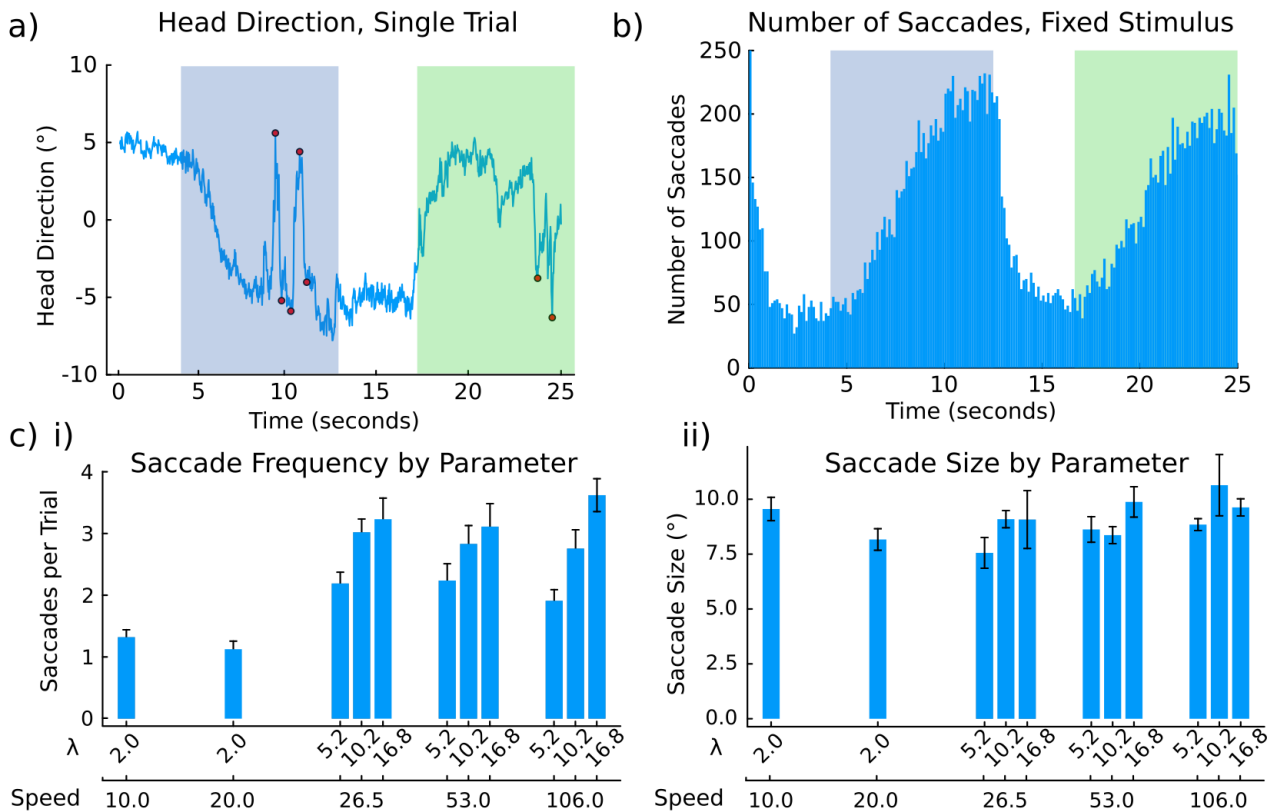 a) Head Direction, Single Trial
Head Direction (°)
10
5
0
-5
-10
0 5 10 15 20 25
Time (seconds)
b) Number of Saccades, Fixed Stimulus
Number of Saccades
250
200
150
100
50
0
0 5 10 15 20 25
Time (seconds)
c) i) Saccade Frequency by Parameter
Saccades per Trial
4
3
2
1
0
λ 2.0 2.0 5.2 10.2 16.8 5.2 10.2 16.8 5.2 10.2 16.8
Speed 10.0 20.0 26.5 53.0 106.0
ii) Saccade Size by Parameter
Saccade Size (°)
10.0
7.5
5.0
2.5
0.0
λ 2.0 2.0 5.2 10.2 16.8 5.2 10.2 16.8 5.2 10.2 16.8
Speed 10.0 20.0 26.5 53.0 106.0